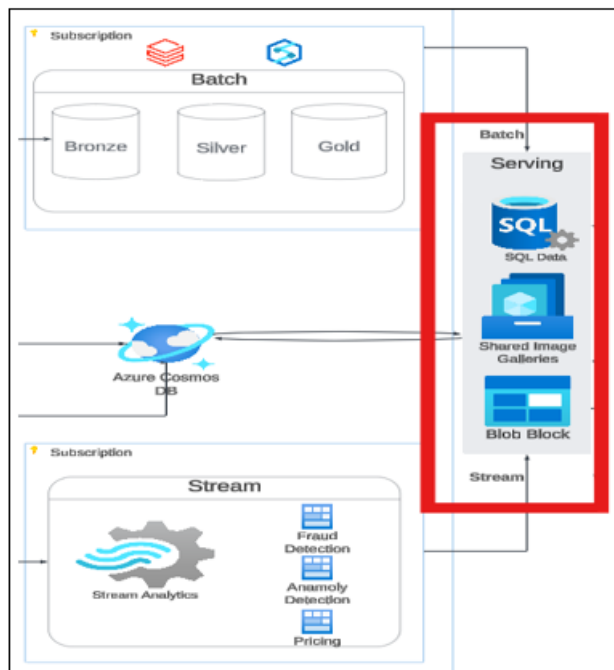 Subscription
Batch
Bronze
Silver
Gold
Batch
Serving
SQL
SQL Data
Shared Image
Galleries
Blob Block
Azure Cosmos
DB
Subscription
Stream
Stream
Stream Analytics
Fraud
Detection
Anamoly
Detection
Pricing